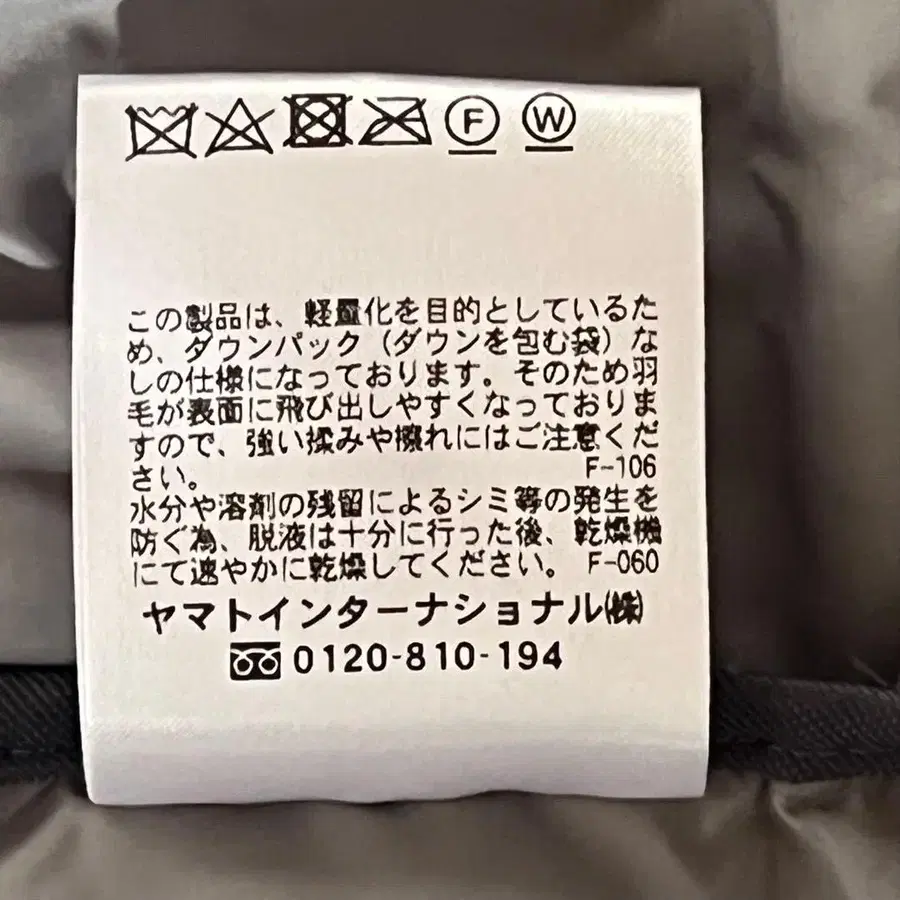 F W
この製品は、軽量化を目的としているた
め、ダウンパック（ダウンを包む袋）な
しの仕様になっております。そのため羽
毛が表面に飛び出しやすくなっておりま
すので、強い揉みや擦れにはご注意くだ
さい。 F-106
水分や溶剤の残留によるシミ等の発生を
防ぐ為、脱液は十分に行った後、乾燥機
にて速やかに乾燥してください。 F-060
ヤマトインターナショナル㈱
0120-810-194